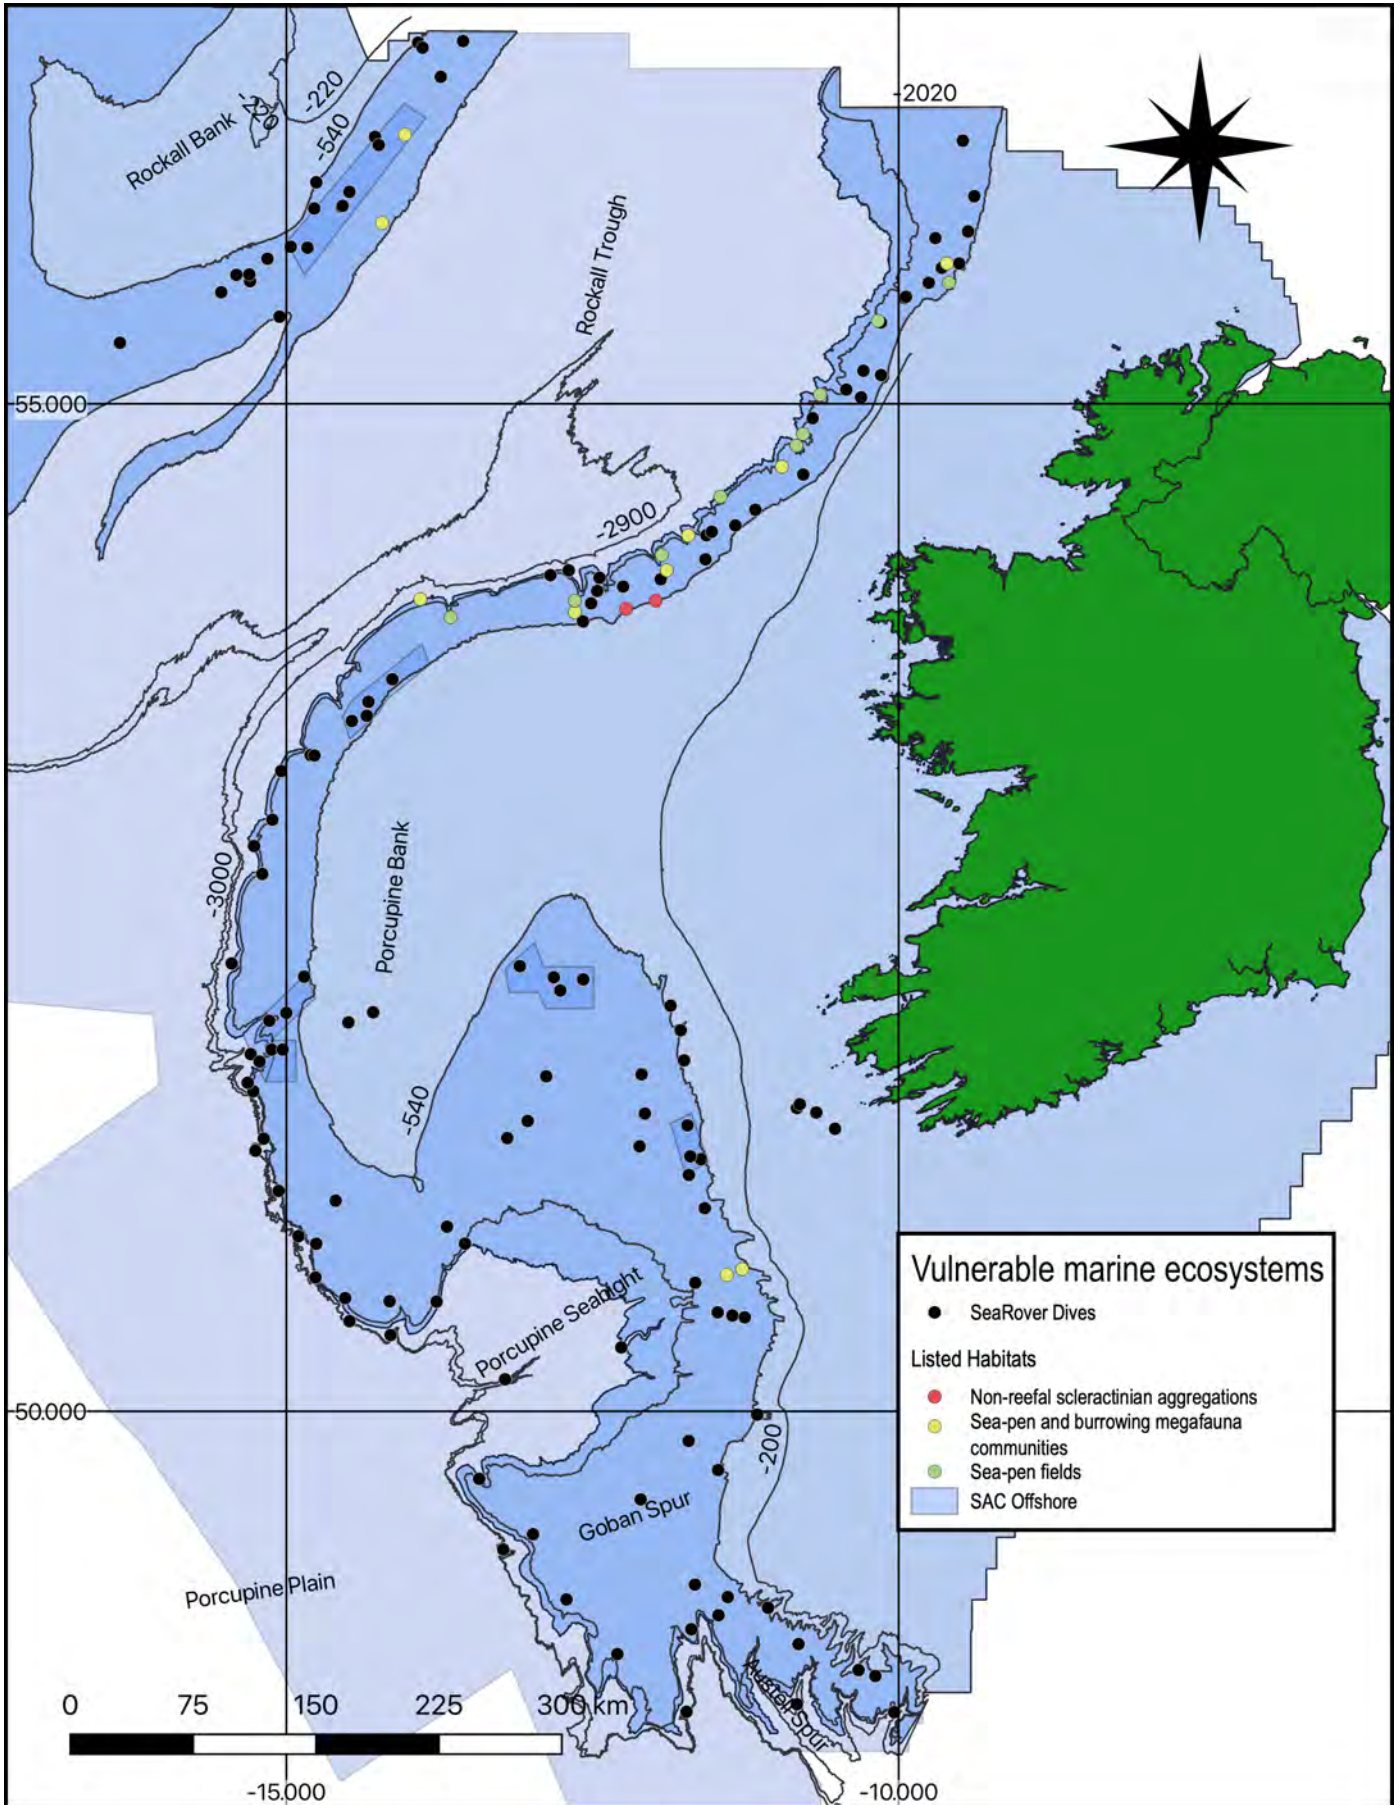 -2020
-220
-220
-540
Rockall Bank
Rockall Trough
55.000
-2900
-3000
Porcupine Bank
-540
Porcupine Seabight
50.000
-200
Goban Spur
Porcupine Plain
Austell Spur
Vulnerable marine ecosystems
SeaRover Dives
Listed Habitats
Non-reefal scleractinian aggregations
Sea-pen and burrowing megafauna
communities
Sea-pen fields
SAC Offshore
0 75 150 225 300 km
-15.000 -10.000